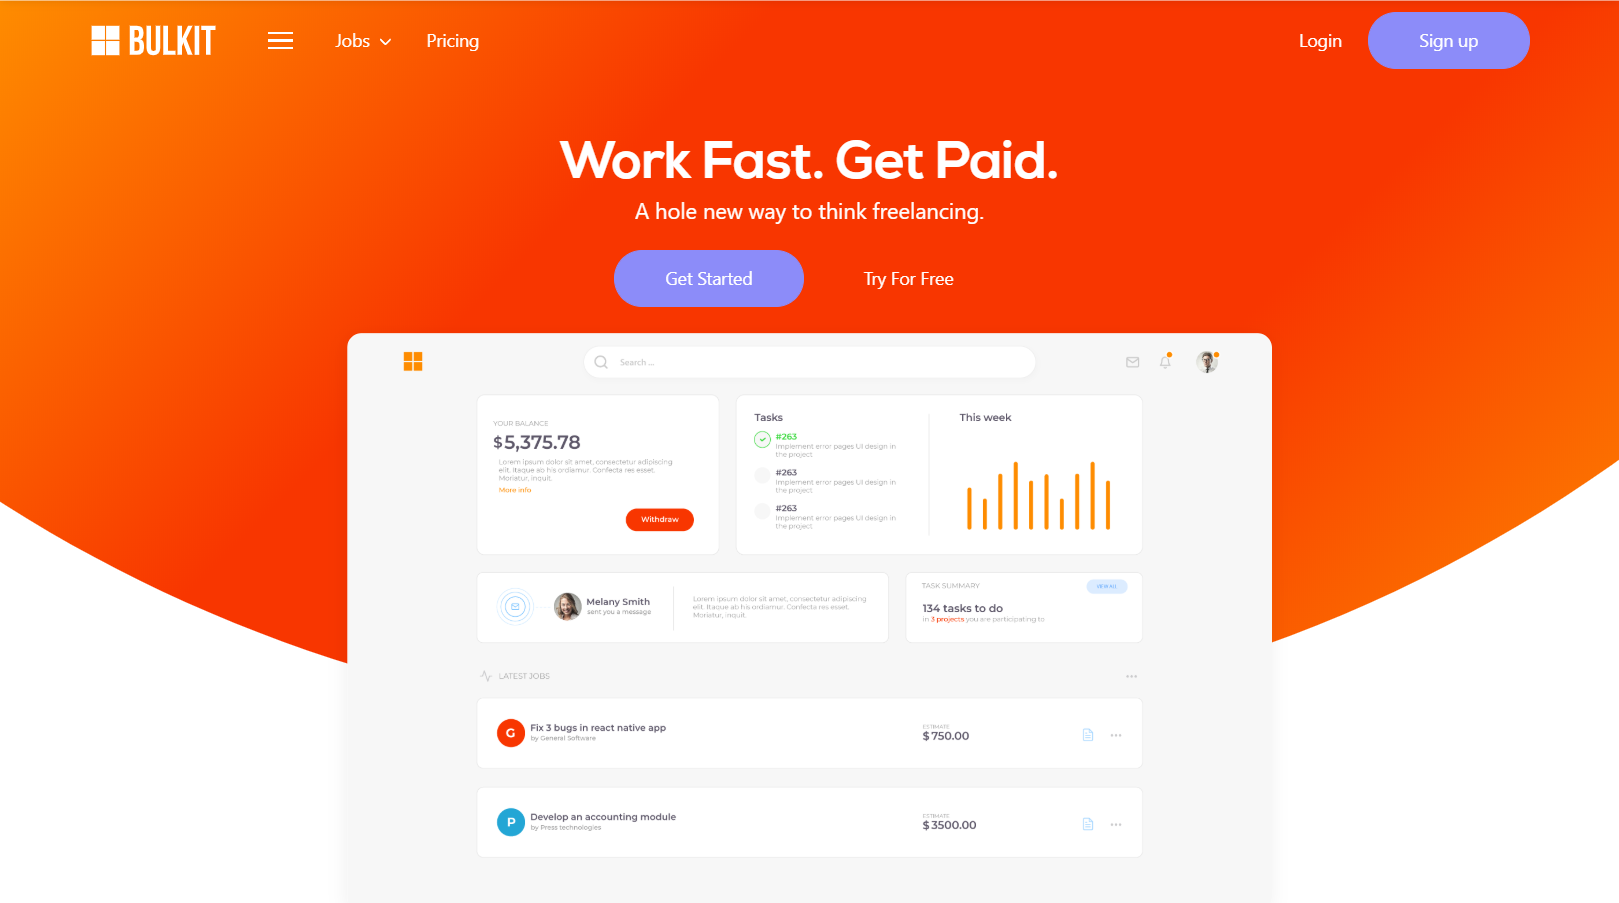 BULKIT
Jobs
Pricing
Login
Sign up
Work Fast. Get Paid.
A hole new way to think freelancing.
Get Started
Try For Free
Search ...
YOUR BALANCE
$5,375.78
Lorem ipsum dolor sit amet, consectetur adipiscing
elit. Itaque ab his ordiamur. Confecta res esset.
Moriatur, inquit.
More info
Withdraw
Tasks
#263
Implement error pages UI design in
the project
#263
Implement error pages UI design in
the project
#263
Implement error pages UI design in
the project
This week
Melany Smith
sent you a message
Lorem ipsum dolor sit amet, consectetur adipiscing
elit. Itaque ab his ordiamur. Confecta res esset.
Moriatur, inquit.
TASK SUMMARY
VIEW ALL
134 tasks to do
in 3 projects you are participating to
LATEST JOBS
G
Fix 3 bugs in react native app
by General Software
ESTIMATE
$750.00
P
Develop an accounting module
by Press technologies
ESTIMATE
$3500.00